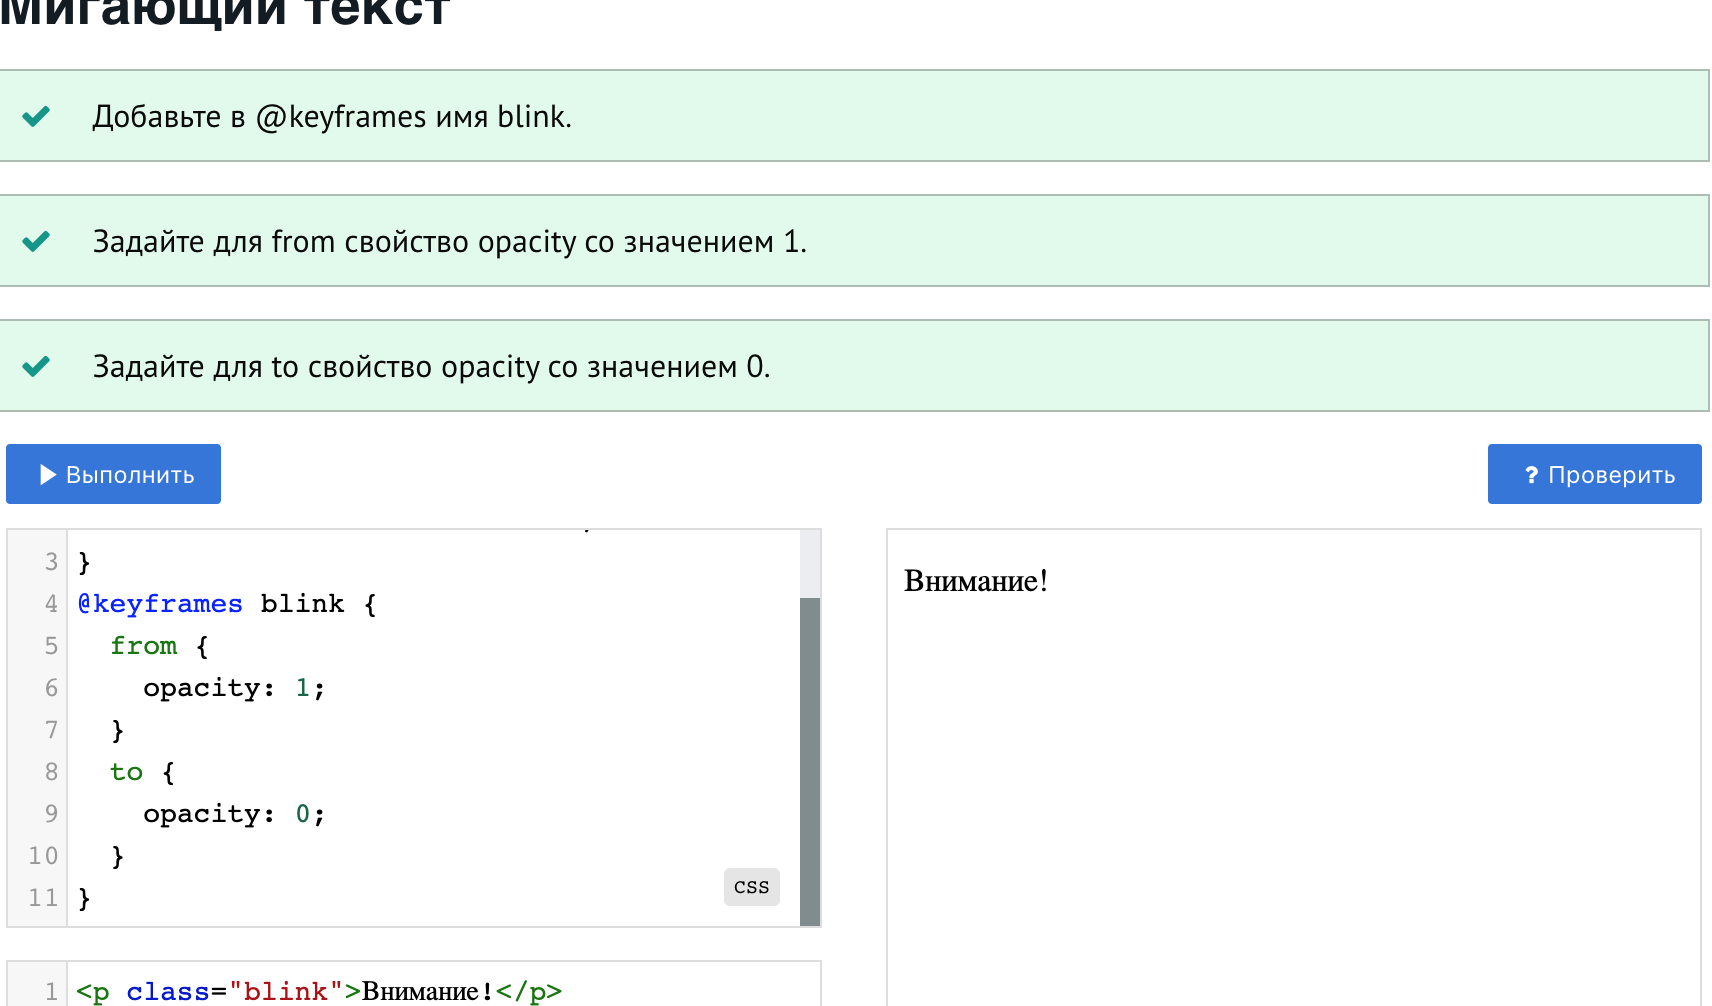 Мигающий текст
Добавьте в @keyframes имя blink.
Задайте для from свойство opacity со значением 1.
Задайте для to свойство opacity со значением 0.
Выполнить
? Проверить
3 }
4 @keyframes blink {
5 from {
6 opacity: 1;
7 }
8 to {
9 opacity: 0;
10 }
11 }
css
Внимание!
1 <p class="blink">Внимание!</p>